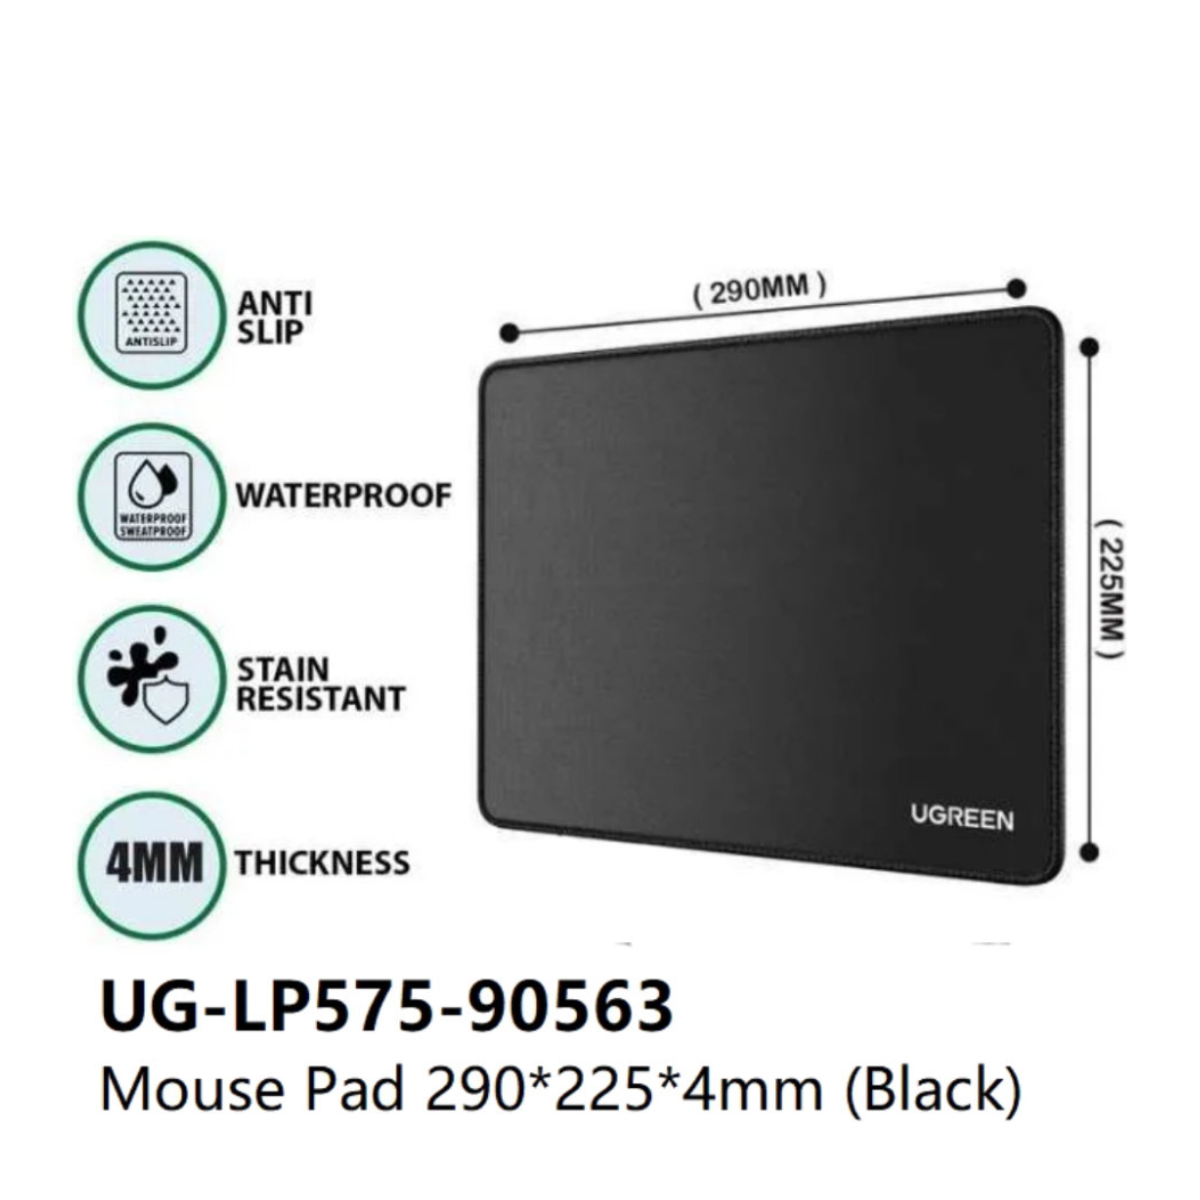 ANTISLIP
ANTI
SLIP
WATERPROOF
SWEATPROOF
WATERPROOF
STAIN
RESISTANT
4MM
THICKNESS
( 290MM )
( 225MM )
UGREEN
UG-LP575-90563
Mouse Pad 290*225*4mm (Black)